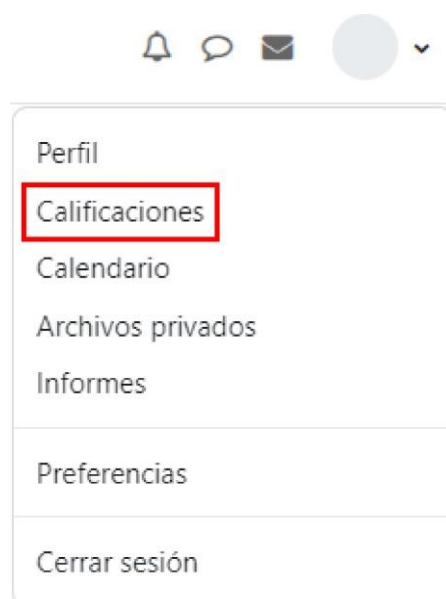 Perfil
Calificaciones
Calendario
Archivos privados
Informes
Preferencias
Cerrar sesión